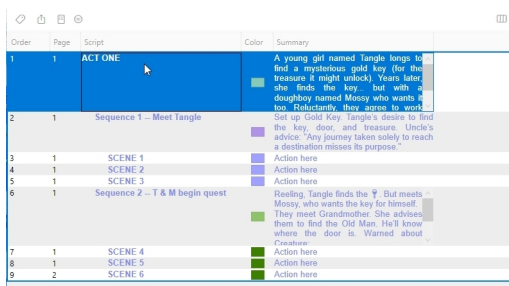 Order Page Script Color Summary
1 1 ACT ONE A young girl named Tangle longs to
find a mysterious gold key (for the
treasure it might unlock). Years later,
she finds the key... but with a
doughboy named Mossy who wants it
too. Reluctantly, they agree to work
2 1 Sequence 1 -- Meet Tangle Set up Gold Key. Tangle's desire to find
the key, door, and treasure. Uncle's
advice: "Any journey taken solely to reach
a destination misses its purpose."
3 1 SCENE 1 Action here
4 1 SCENE 2 Action here
5 1 SCENE 3 Action here
6 1 Sequence 2 -- T & M begin quest Reeling, Tangle finds the . But meets
Mossy, who wants the key for himself.
They meet Grandmother. She advises
them to find the Old Man. He'll know
where the door is. Warned about
Creature:
7 1 SCENE 4 Action here
8 1 SCENE 5 Action here
9 2 SCENE 6 Action here